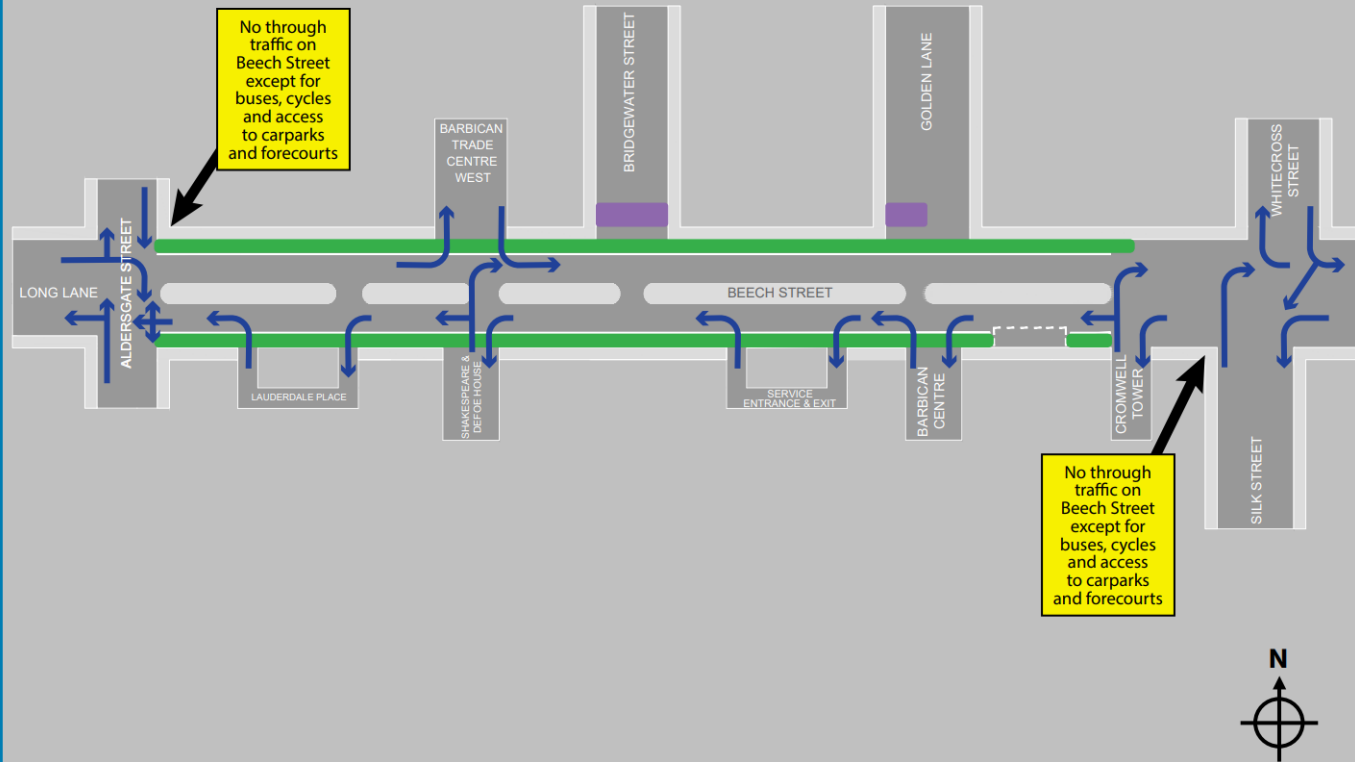 No through
traffic on
Beech Street
except for
buses, cycles
and access
to carparks
and forecourts
BARBICAN
TRADE
CENTRE
WEST
BRIDGEWATER STREET
GOLDEN LANE
WHITECROSS
STREET
LONG LANE
ALDERSGATE STREET
BEECH STREET
LAUDERDALE PLACE
SHAKESPEARE &
DEFOE HOUSE
SERVICE
ENTRANCE & EXIT
BARBICAN
CENTRE
CROMWELL
TOWER
SILK STREET
No through
traffic on
Beech Street
except for
buses, cycles
and access
to carparks
and forecourts
N